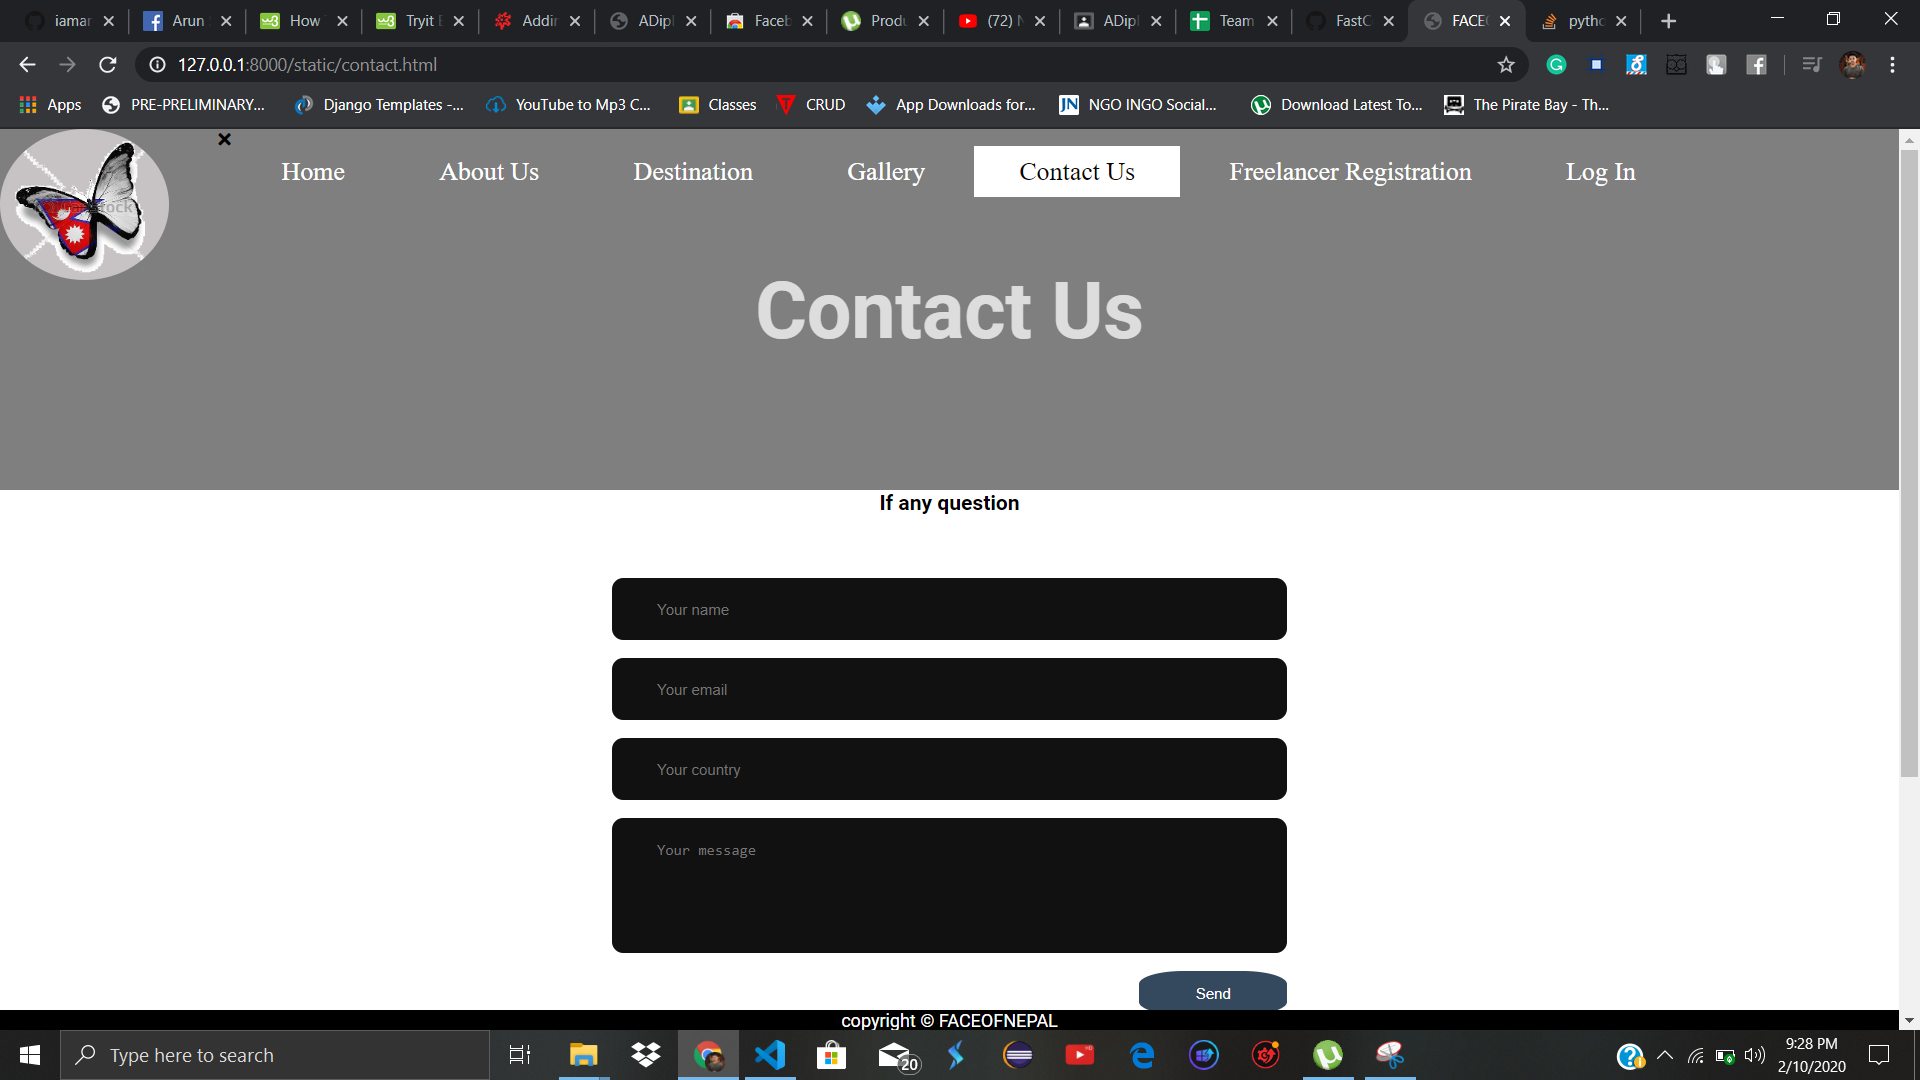 iamar Arun How Tryit E Addin ADipl Faceb Produ (72) N ADipl Team FastC FACEO pytho
127.0.0.1:8000/static/contact.html
Apps PRE-PRELIMINARY... Django Templates -... YouTube to Mp3 C... Classes CRUD App Downloads for... NGO INGO Social... Download Latest To... The Pirate Bay - Th...
Home About Us Destination Gallery Contact Us Freelancer Registration Log In
Contact Us
If any question
Your name
Your email
Your country
Your message
Send
copyright © FACEOFNEPAL
Type here to search
20
9:28 PM
2/10/2020